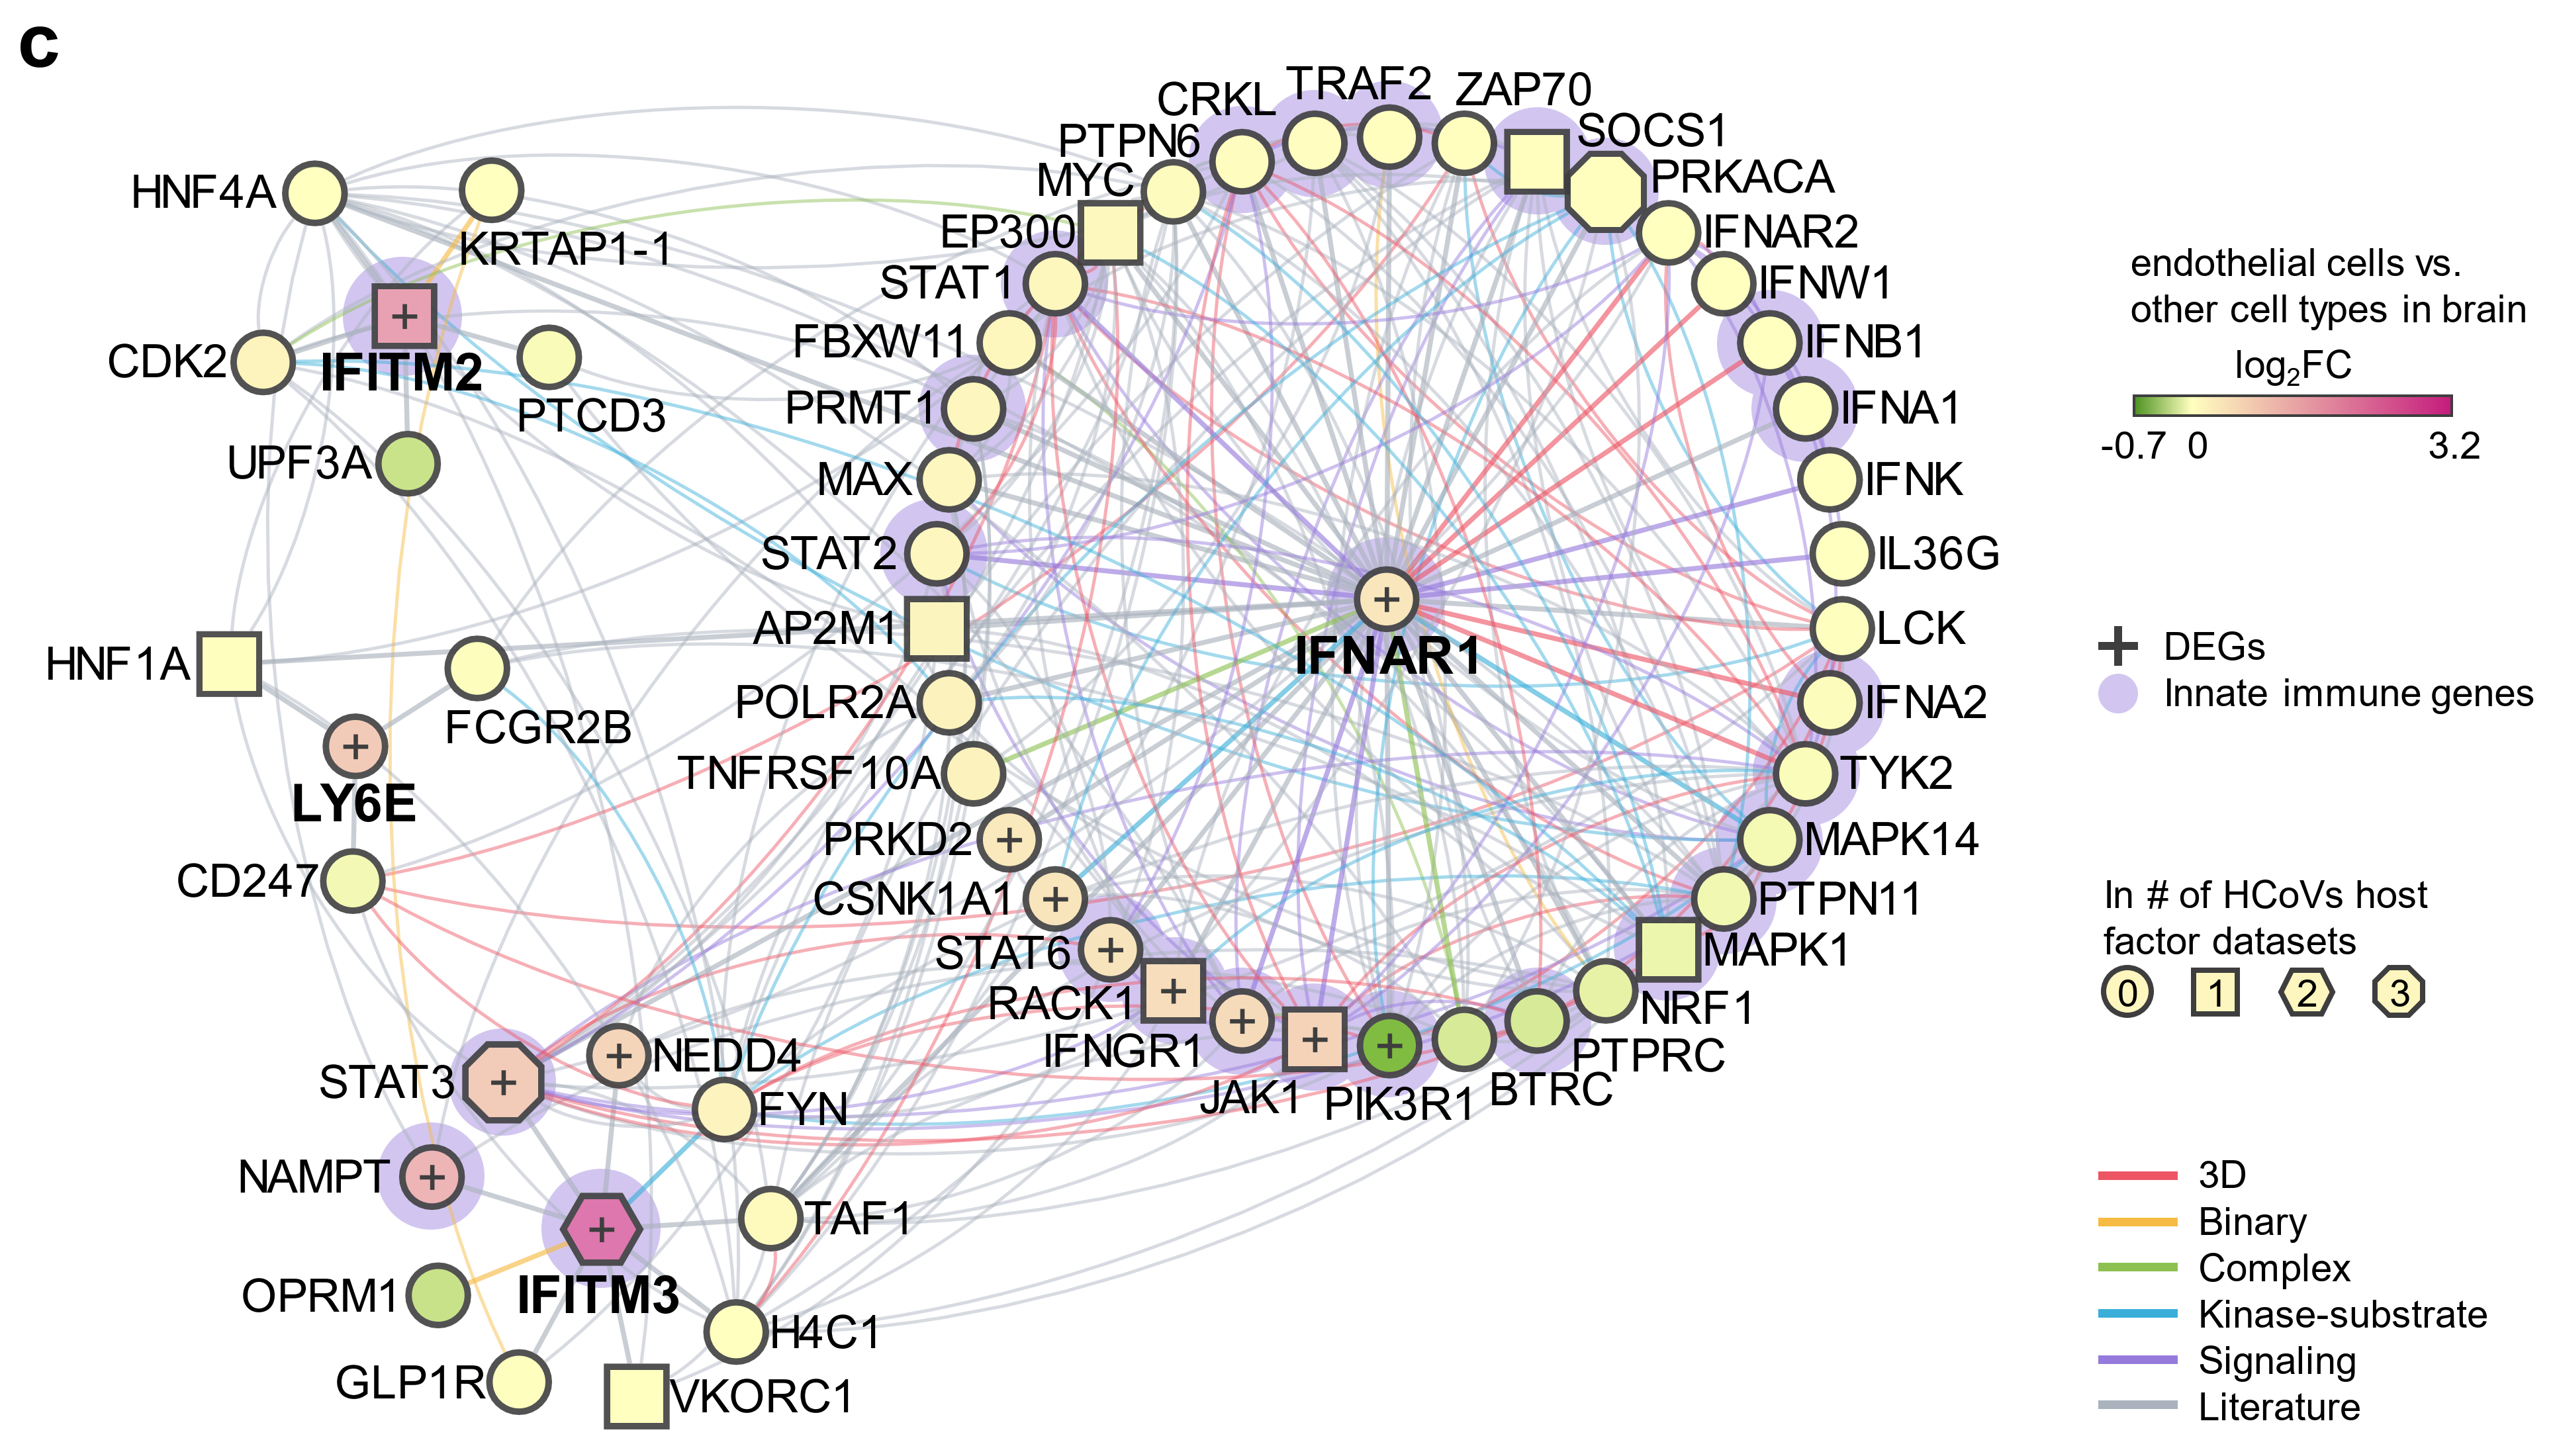 c
CRKL
TRAF2
ZAP70
PTPN6
SOCS1
MYC
PRKACA
HNF4A
EP300
IFNAR2
KRTAP1-1
STAT1
IFNW1
endothelial cells vs.
other cell types in brain
log2FC
-0.7 0 3.2
+
IFITM2
CDK2
PTCD3
FBXW11
IFNB1
PRMT1
IFNA1
UPF3A
MAX
IFNK
STAT2
IL36G
+
IFNAR1
HNF1A
AP2M1
LCK
+ DEGs
Innate immune genes
FCGR2B
POLR2A
IFNA2
+
LY6E
TNFRSF10A
TYK2
CD247
PRKD2 +
MAPK14
CSNK1A1 +
PTPN11
In # of HCoVs host
factor datasets
0 1 2 3
STAT6 +
MAPK1
RACK1 +
NRF1
IFNGR1 +
PTPRC
JAK1 +
PIK3R1 +
BTRC
STAT3 +
+ NEDD4
FYN
NAMPT +
+
IFITM3
TAF1
OPRM1
H4C1
GLP1R
VKORC1
3D
Binary
Complex
Kinase-substrate
Signaling
Literature